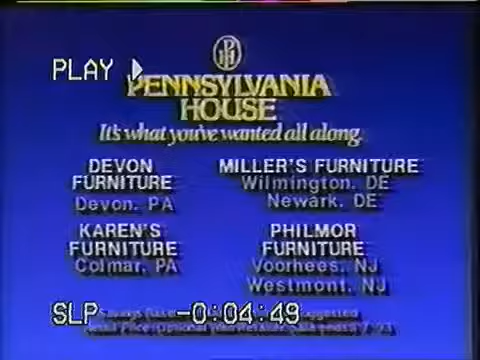 PLAY
PENNSYLVANIA
HOUSE
It's what you've wanted all along
DEVON
FURNITURE
Devon, PA
MILLER'S FURNITURE
Wilmington, DE
Newark, DE
KAREN'S
FURNITURE
Colmar, PA
PHILMOR
FURNITURE
Voorhees, NJ
Westmont, NJ
SLP -0:04:49